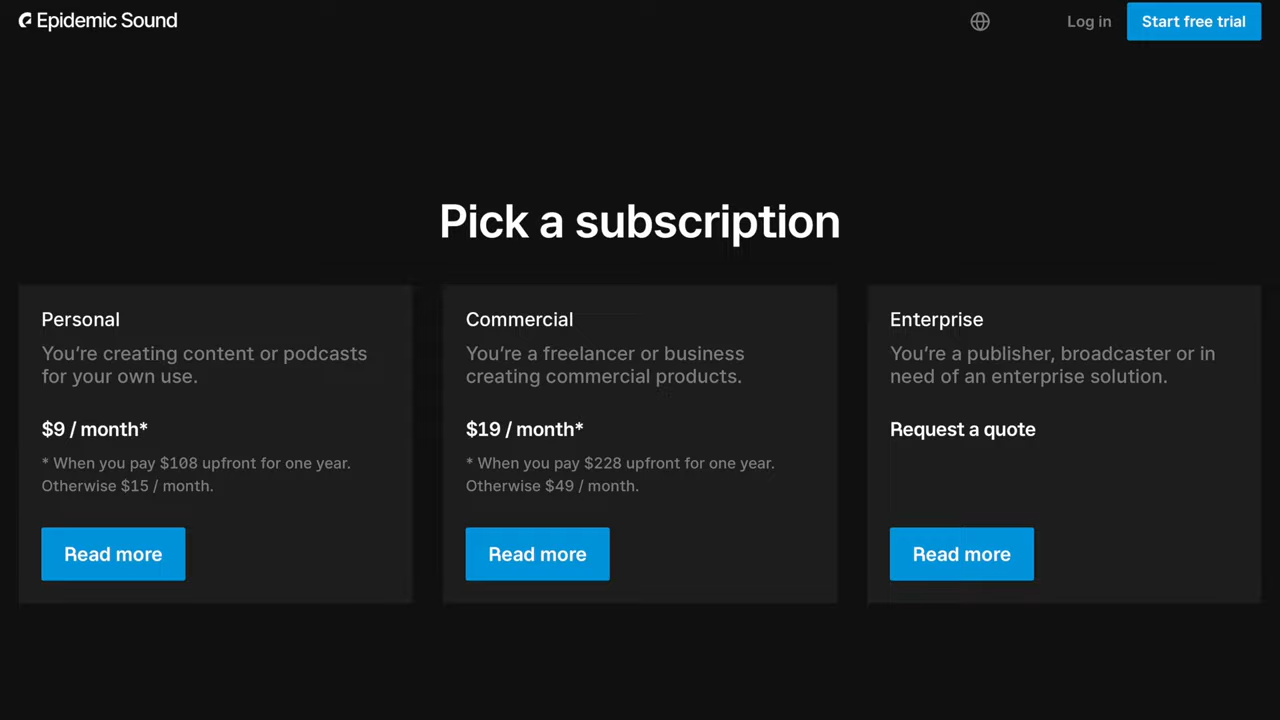 Epidemic Sound
Log in
Start free trial
Pick a subscription
Personal
You're creating content or podcasts
for your own use.
$9 / month*
* When you pay $108 upfront for one year.
Otherwise $15 / month.
Read more
Commercial
You're a freelancer or business
creating commercial products.
$19 / month*
* When you pay $228 upfront for one year.
Otherwise $49 / month.
Read more
Enterprise
You're a publisher, broadcaster or in
need of an enterprise solution.
Request a quote
Read more